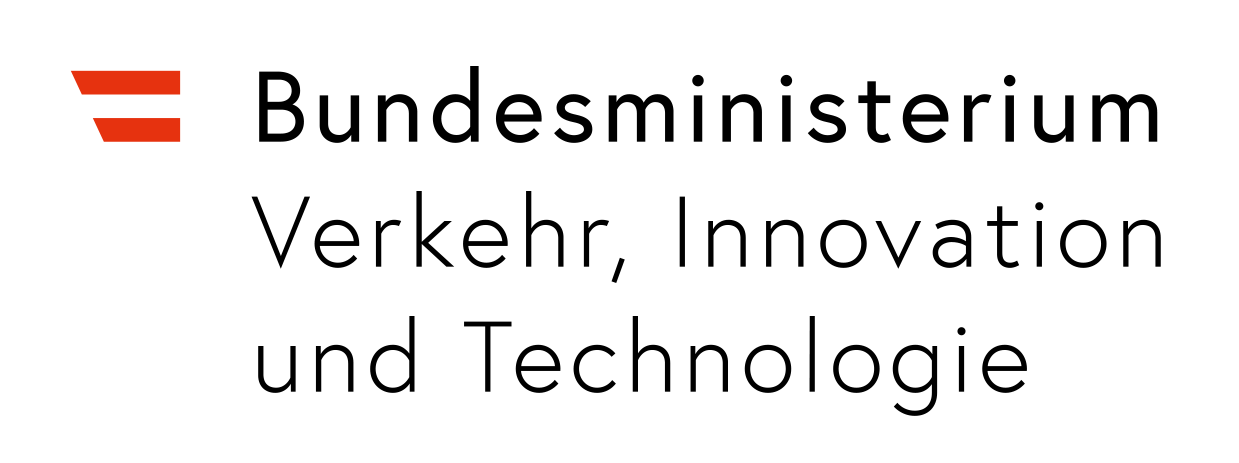 Bundesministerium
Verkehr, Innovation
und Technologie